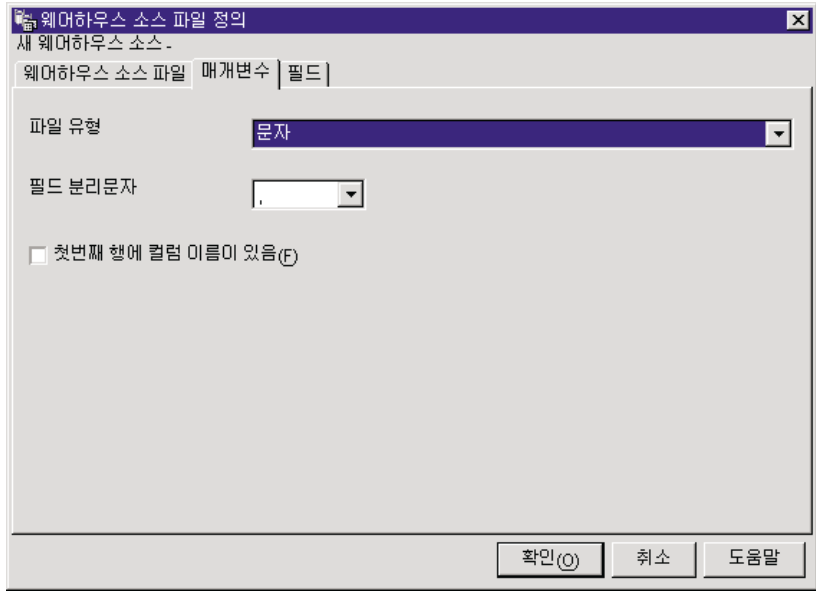 웨어하우스 소스 파일 정의
새 웨어하우스 소스 -
웨어하우스 소스 파일 매개변수 필드
파일 유형 문자
필드 분리문자 ,
첫번째 행에 컬럼 이름이 있음(F)
확인(O) 취소 도움말